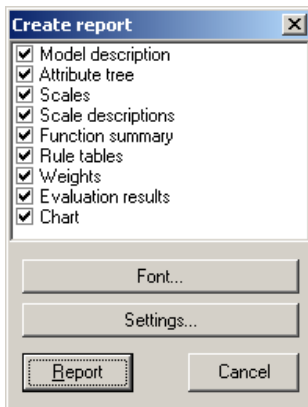 Create report
Model description
Attribute tree
Scales
Scale descriptions
Function summary
Rule tables
Weights
Evaluation results
Chart
Font...
Settings...
Report
Cancel